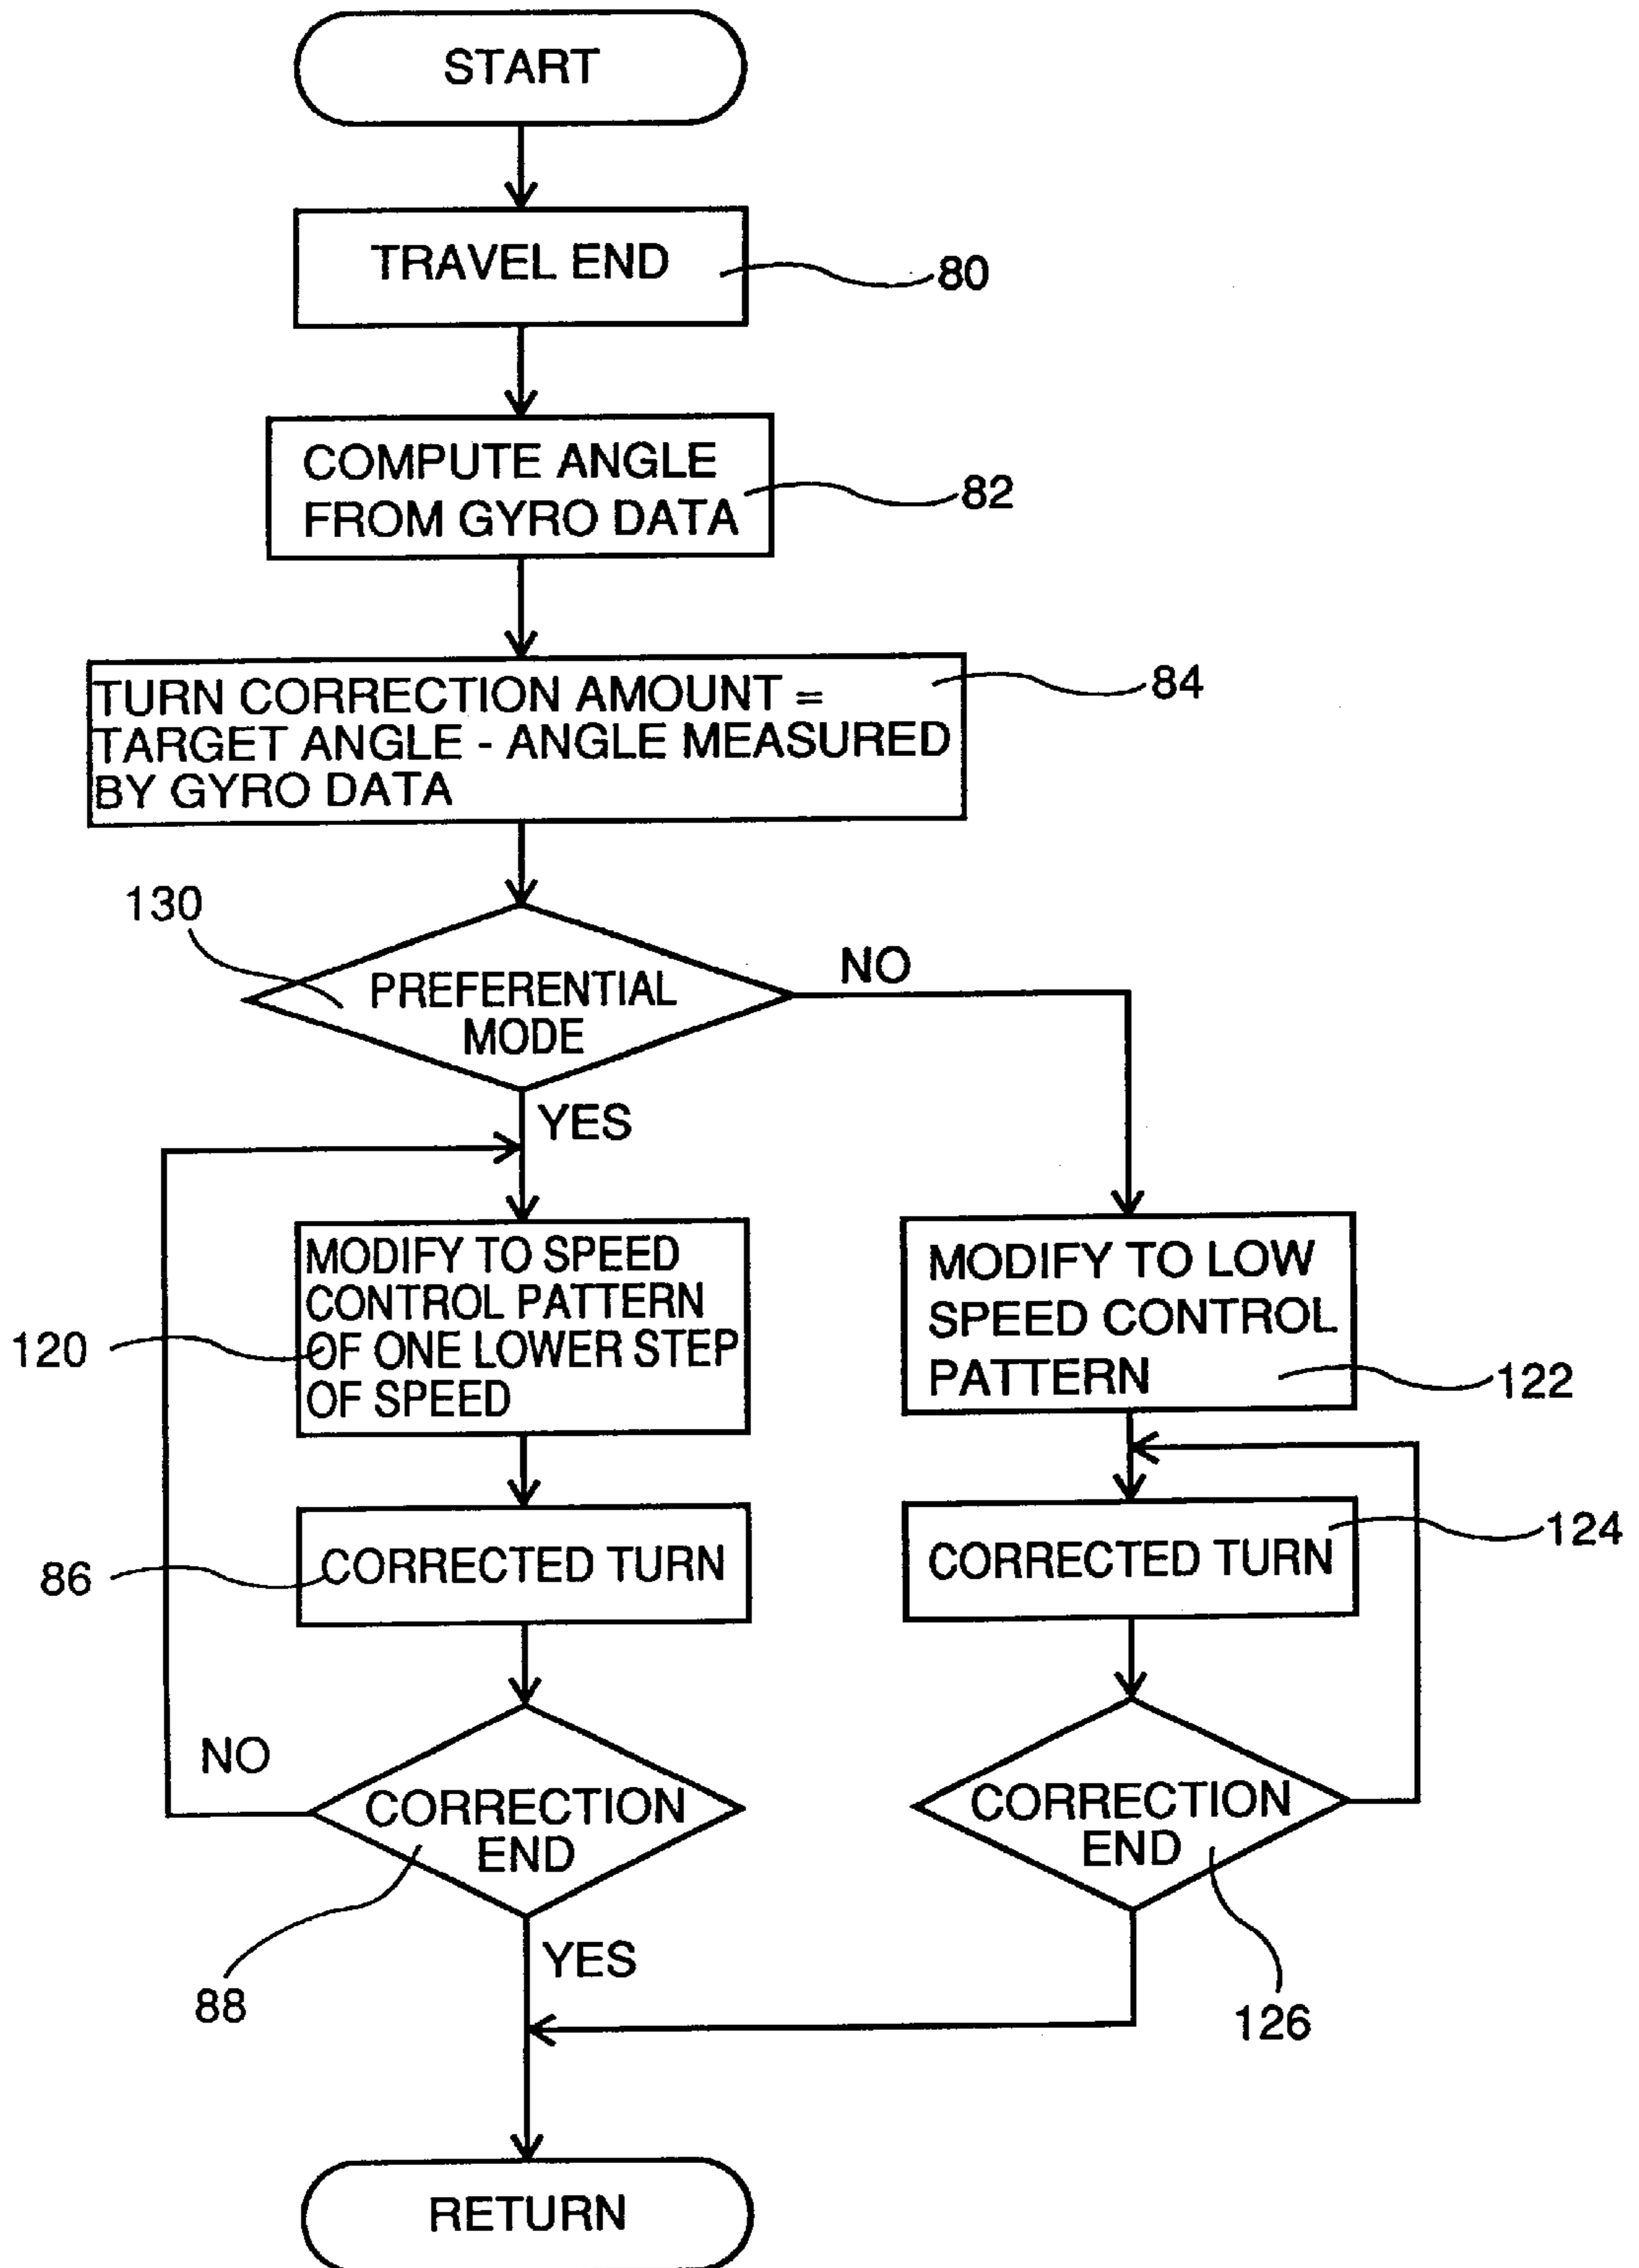 START
TRAVEL END
80
COMPUTE ANGLE
FROM GYRO DATA
82
TURN CORRECTION AMOUNT =
TARGET ANGLE - ANGLE MEASURED
BY GYRO DATA
84
130
PREFERENTIAL
MODE
NO
YES
MODIFY TO SPEED
CONTROL PATTERN
OF ONE LOWER STEP
OF SPEED
120
MODIFY TO LOW
SPEED CONTROL
PATTERN
122
CORRECTED TURN
86
CORRECTED TURN
124
NO
CORRECTION
END
88
YES
CORRECTION
END
126
RETURN